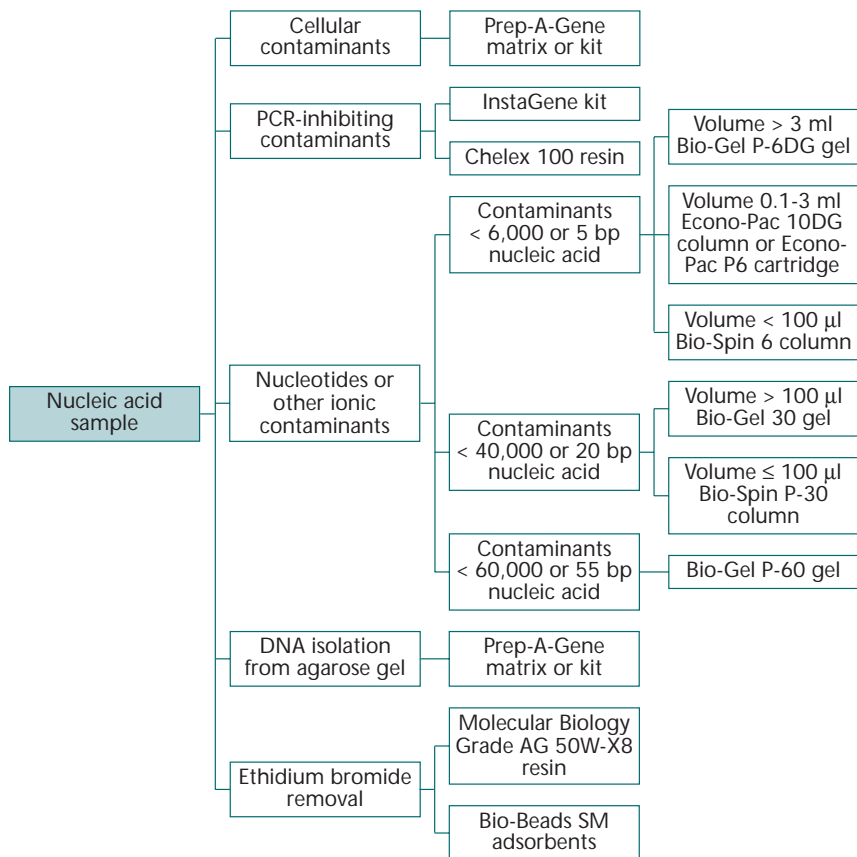 Cellular
contaminants
Prep-A-Gene
matrix or kit
PCR-inhibiting
contaminants
InstaGene kit
Chelex 100 resin
Nucleic acid
sample
Nucleotides or
other ionic
contaminants
Contaminants
< 6,000 or 5 bp
nucleic acid
Volume > 3 ml
Bio-Gel P-6DG gel
Volume 0.1-3 ml
Econo-Pac 10DG
column or Econo-
Pac P6 cartridge
Volume < 100 µl
Bio-Spin 6 column
Contaminants
< 40,000 or 20 bp
nucleic acid
Volume > 100 µl
Bio-Gel 30 gel
Volume ≤ 100 µl
Bio-Spin P-30
column
Contaminants
< 60,000 or 55 bp
nucleic acid
Bio-Gel P-60 gel
DNA isolation
from agarose gel
Prep-A-Gene
matrix or kit
Ethidium bromide
removal
Molecular Biology
Grade AG 50W-X8
resin
Bio-Beads SM
adsorbents